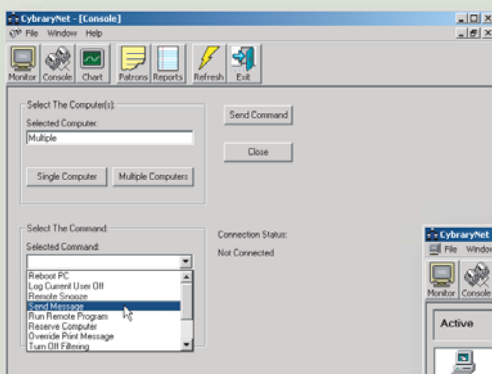 CybraryNet - [Console]
File Window Help
Monitor Console Chart Patrons Reports Refresh Exit
Select The Computer(s):
Selected Computer:
Multiple
Send Command
Close
Single Computer Multiple Computers
Select The Command:
Selected Command:
Connection Status:
Not Connected
Reboot PC
Log Current User Off
Remote Snooze
Send Message
Run Remote Program
Reserve Computer
Override Print Message
Turn Off Filtering
CybraryNet
File Window
Monitor Console
Active